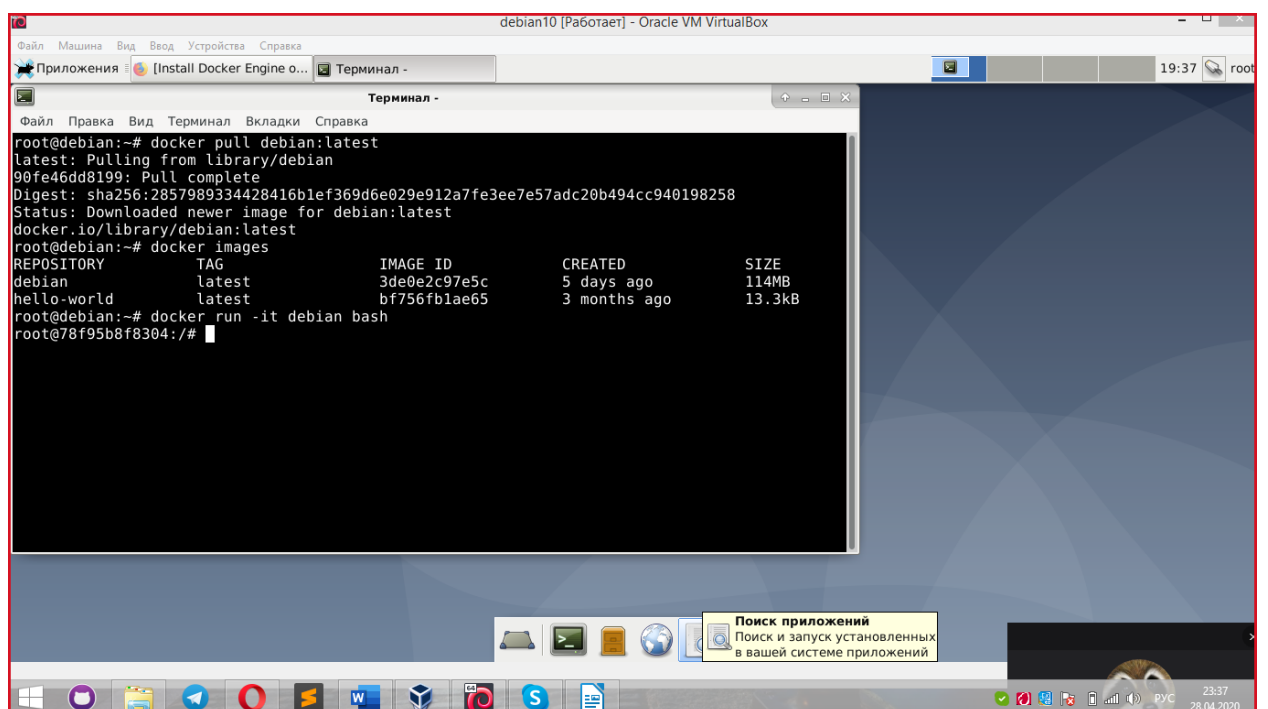 debian10 [Работает] - Oracle VM VirtualBox
Файл Машина Вид Ввод Устройства Справка
Приложения [Install Docker Engine o... Терминал - 19:37 root
Терминал -
Файл Правка Вид Терминал Вкладки Справка
root@debian:~# docker pull debian:latest
latest: Pulling from library/debian
90fe46dd8199: Pull complete
Digest: sha256:2857989334428416b1ef369d6e029e912a7fe3ee7e57adc20b494cc940198258
Status: Downloaded newer image for debian:latest
docker.io/library/debian:latest
root@debian:~# docker images
REPOSITORY TAG IMAGE ID CREATED SIZE
debian latest 3de0e2c97e5c 5 days ago 114MB
hello-world latest bf756fb1ae65 3 months ago 13.3kB
root@debian:~# docker run -it debian bash
root@78f95b8f8304:/#
Поиск приложений
Поиск и запуск установленных
в вашей системе приложений
64
РУС 23:37
28.04.2020